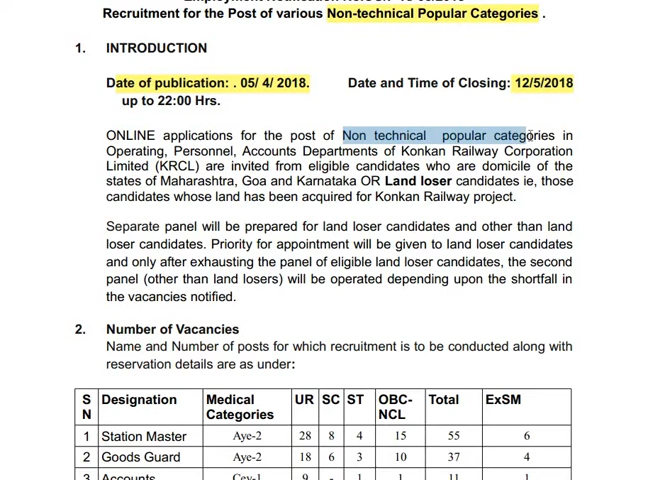 Recruitment for the Post of various Non-technical Popular Categories .
1. INTRODUCTION
Date of publication: . 05/ 4/ 2018. Date and Time of Closing: 12/5/2018
up to 22:00 Hrs.
ONLINE applications for the post of Non technical popular categories in
Operating, Personnel, Accounts Departments of Konkan Railway Corporation
Limited (KRCL) are invited from eligible candidates who are domicile of the
states of Maharashtra, Goa and Karnataka OR Land loser candidates ie, those
candidates whose land has been acquired for Konkan Railway project.
Separate panel will be prepared for land loser candidates and other than land
loser candidates. Priority for appointment will be given to land loser candidates
and only after exhausting the panel of eligible land loser candidates, the second
panel (other than land losers) will be operated depending upon the shortfall in
the vacancies notified.
2. Number of Vacancies
Name and Number of posts for which recruitment is to be conducted along with
reservation details are as under:
S N Designation Medical Categories UR SC ST OBC-NCL Total ExSM
1 Station Master Aye-2 28 8 4 15 55 6
2 Goods Guard Aye-2 18 6 3 10 37 4
3 Accounts Cey-1 9 - 1 1 11 1